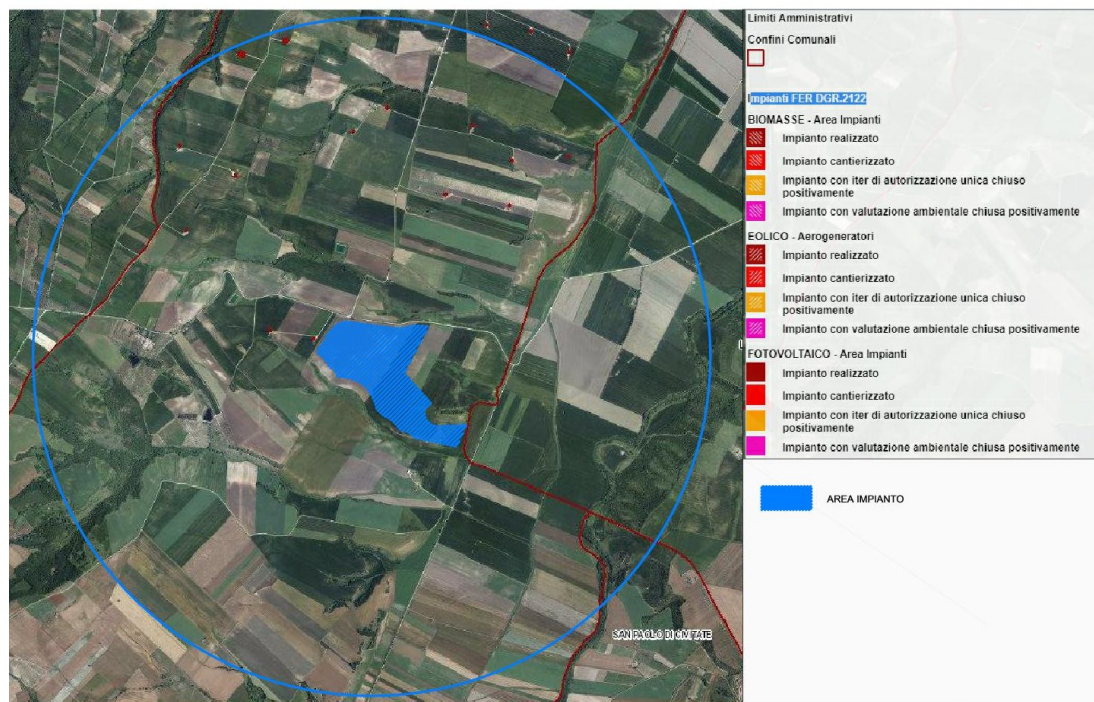 Limiti Amministrativi
Confini Comunali
Impianti FER DGR.2122
BIOMASSE - Area Impianti
Impianto realizzato
Impianto cantierizzato
Impianto con iter di autorizzazione unica chiuso
positivamente
Impianto con valutazione ambientale chiusa positivamente
EOLICO - Aerogeneratori
Impianto realizzato
Impianto cantierizzato
Impianto con iter di autorizzazione unica chiuso
positivamente
Impianto con valutazione ambientale chiusa positivamente
FOTOVOLTAICO - Area Impianti
Impianto realizzato
Impianto cantierizzato
Impianto con iter di autorizzazione unica chiuso
positivamente
Impianto con valutazione ambientale chiusa positivamente
AREA IMPIANTO
SAN PAOLO DI CIVITATE